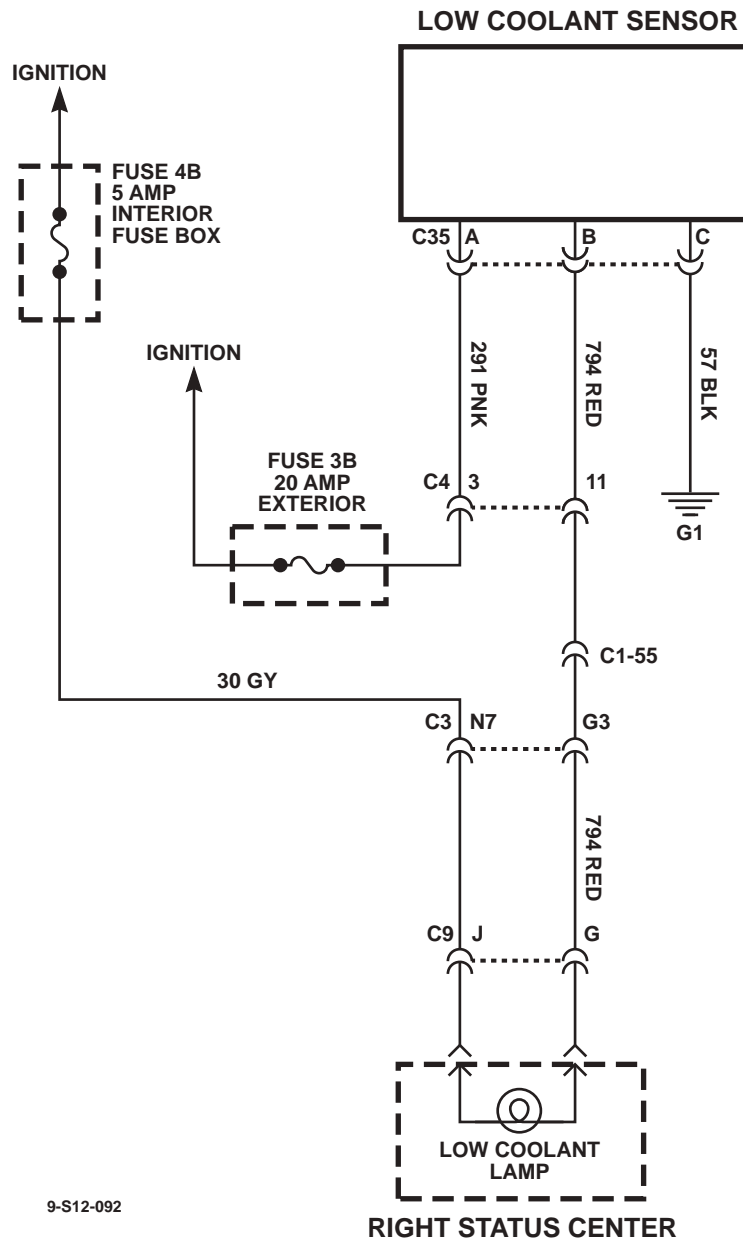 LOW COOLANT SENSOR
IGNITION
FUSE 4B
5 AMP
INTERIOR
FUSE BOX
C35 A
B
C
IGNITION
291 PNK
794 RED
57 BLK
FUSE 3B
20 AMP
EXTERIOR
C4 3
11
G1
C1-55
30 GY
C3 N7
G3
794 RED
C9 J
G
LOW COOLANT
LAMP
9-S12-092
RIGHT STATUS CENTER